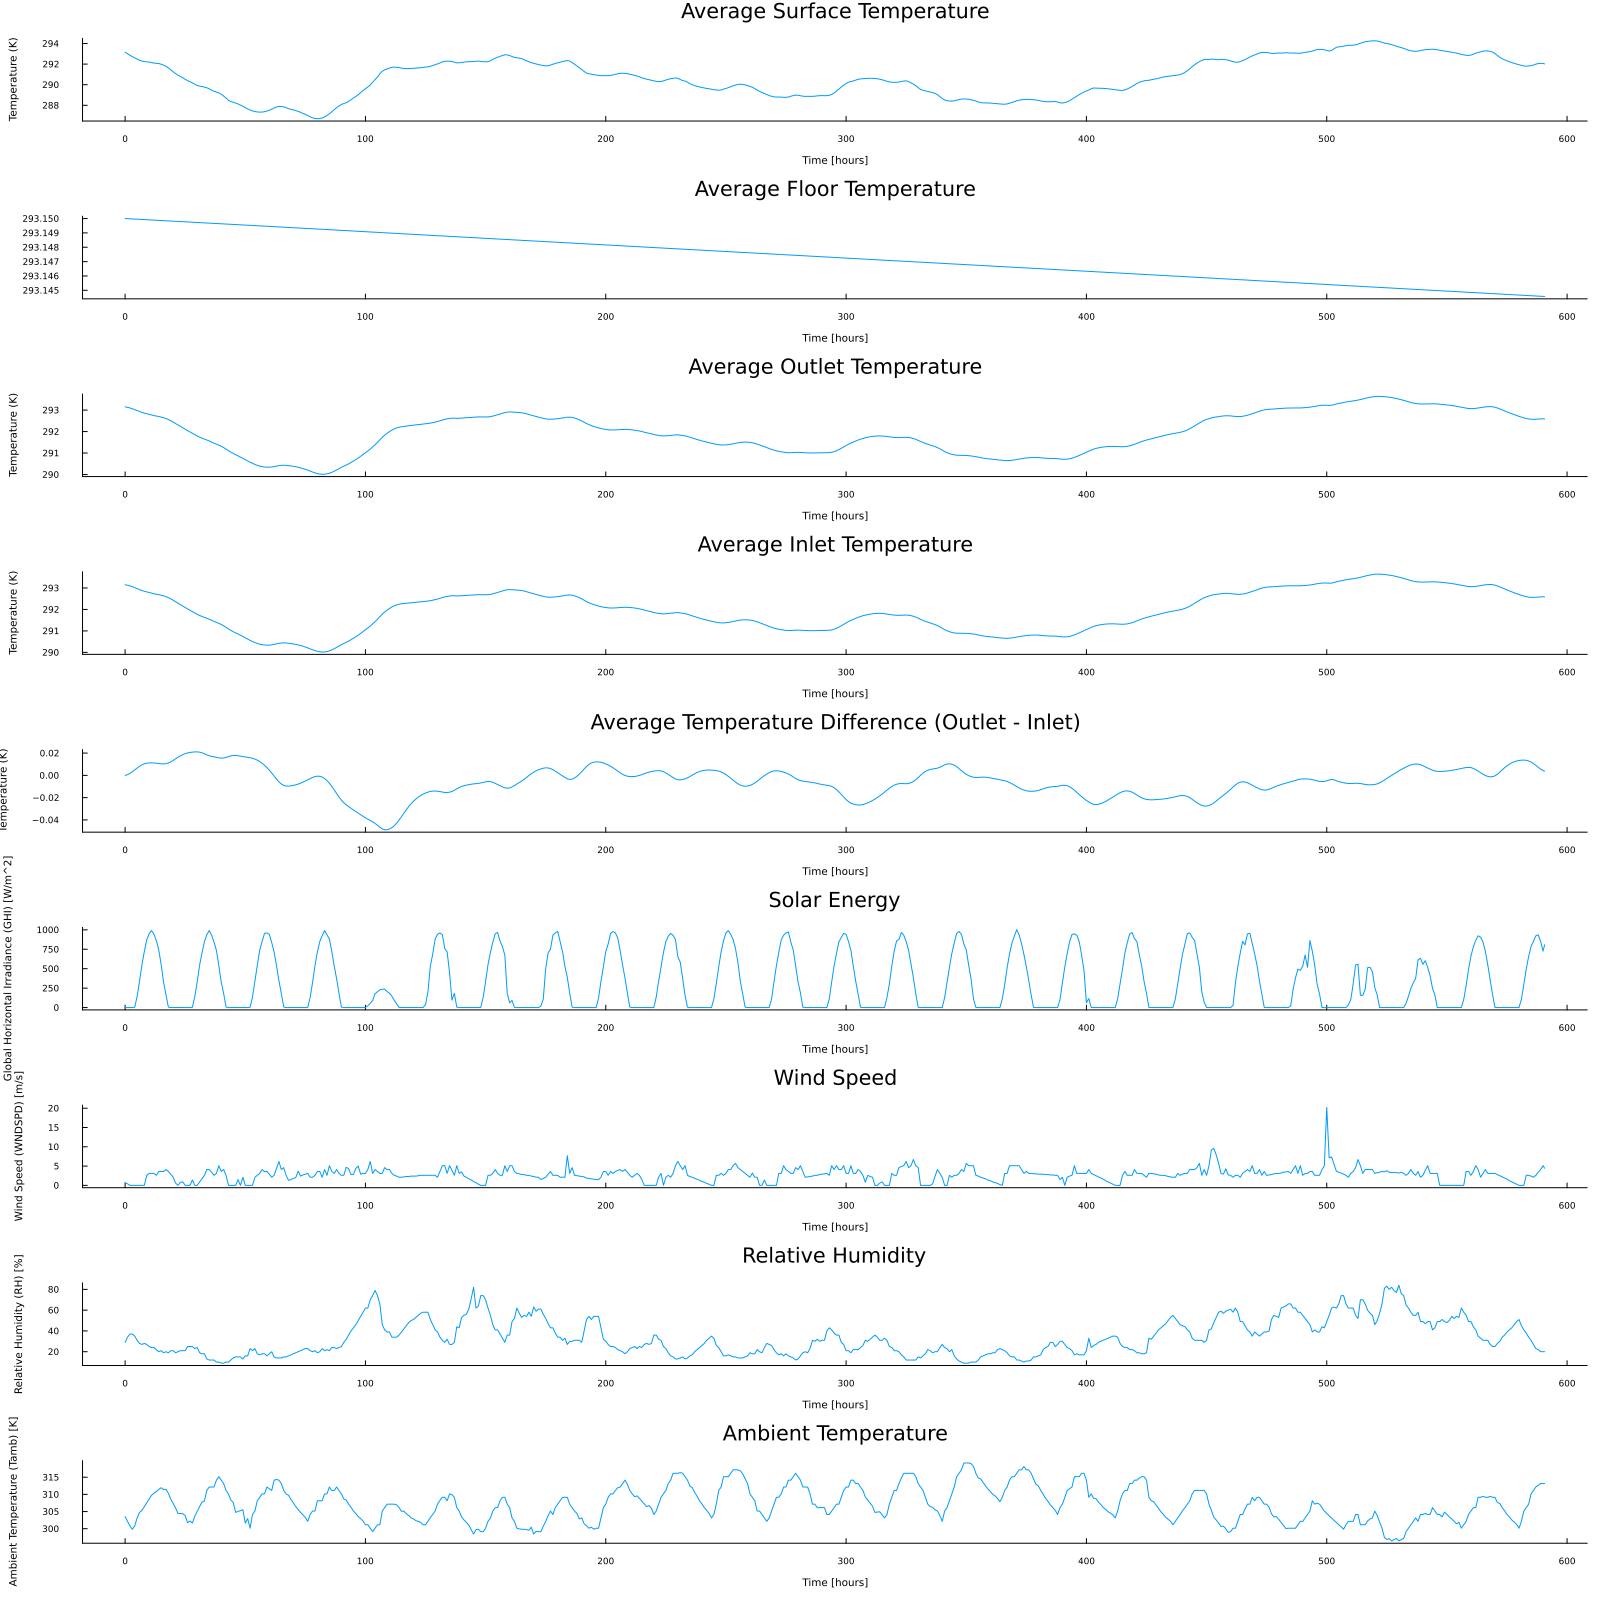 Average Surface Temperature
Temperature (K)
294
292
290
288
0 100 200 300 400 500 600
Time [hours]
Average Floor Temperature
293.150
293.149
293.148
293.147
293.146
293.145
0 100 200 300 400 500 600
Time [hours]
Average Outlet Temperature
Temperature (K)
293
292
291
290
0 100 200 300 400 500 600
Time [hours]
Average Inlet Temperature
Temperature (K)
293
292
291
290
0 100 200 300 400 500 600
Time [hours]
Average Temperature Difference (Outlet - Inlet)
Temperature (K)
0.02
0.00
−0.02
−0.04
0 100 200 300 400 500 600
Time [hours]
Solar Energy
Global Horizontal Irradiance (GHI) [W/m^2]
1000
750
500
250
0
0 100 200 300 400 500 600
Time [hours]
Wind Speed
Wind Speed (WNDSPD) [m/s]
20
15
10
5
0
0 100 200 300 400 500 600
Time [hours]
Relative Humidity
Relative Humidity (RH) [%]
80
60
40
20
0 100 200 300 400 500 600
Time [hours]
Ambient Temperature
Ambient Temperature (Tamb) [K]
315
310
305
300
0 100 200 300 400 500 600
Time [hours]